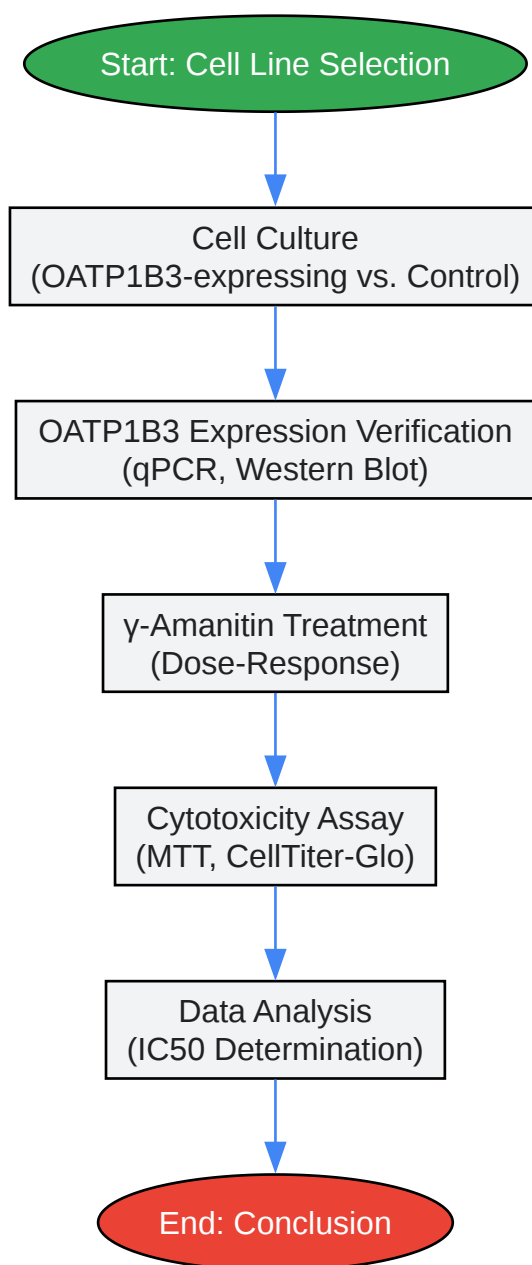 Start: Cell Line Selection
Cell Culture
(OATP1B3-expressing vs. Control)
OATP1B3 Expression Verification
(qPCR, Western Blot)
γ-Amanitin Treatment
(Dose-Response)
Cytotoxicity Assay
(MTT, CellTiter-Glo)
Data Analysis
(IC50 Determination)
End: Conclusion